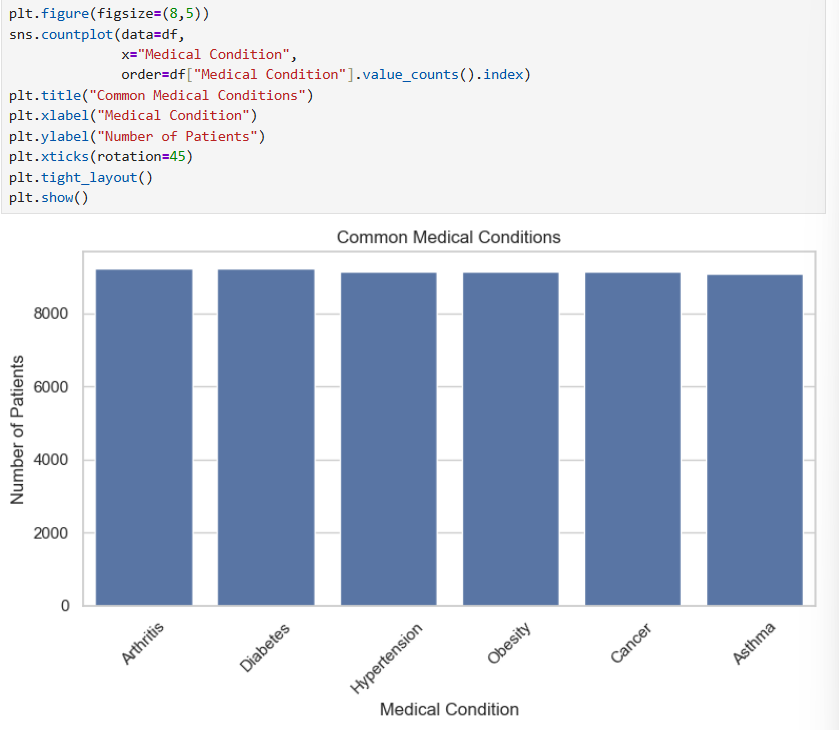 plt.figure(figsize=(8,5))
sns.countplot(data=df,
              x="Medical Condition",
              order=df["Medical Condition"].value_counts().index)
plt.title("Common Medical Conditions")
plt.xlabel("Medical Condition")
plt.ylabel("Number of Patients")
plt.xticks(rotation=45)
plt.tight_layout()
plt.show()
Common Medical Conditions
Number of Patients
8000
6000
4000
2000
0
Arthritis
Diabetes
Hypertension
Obesity
Cancer
Asthma
Medical Condition